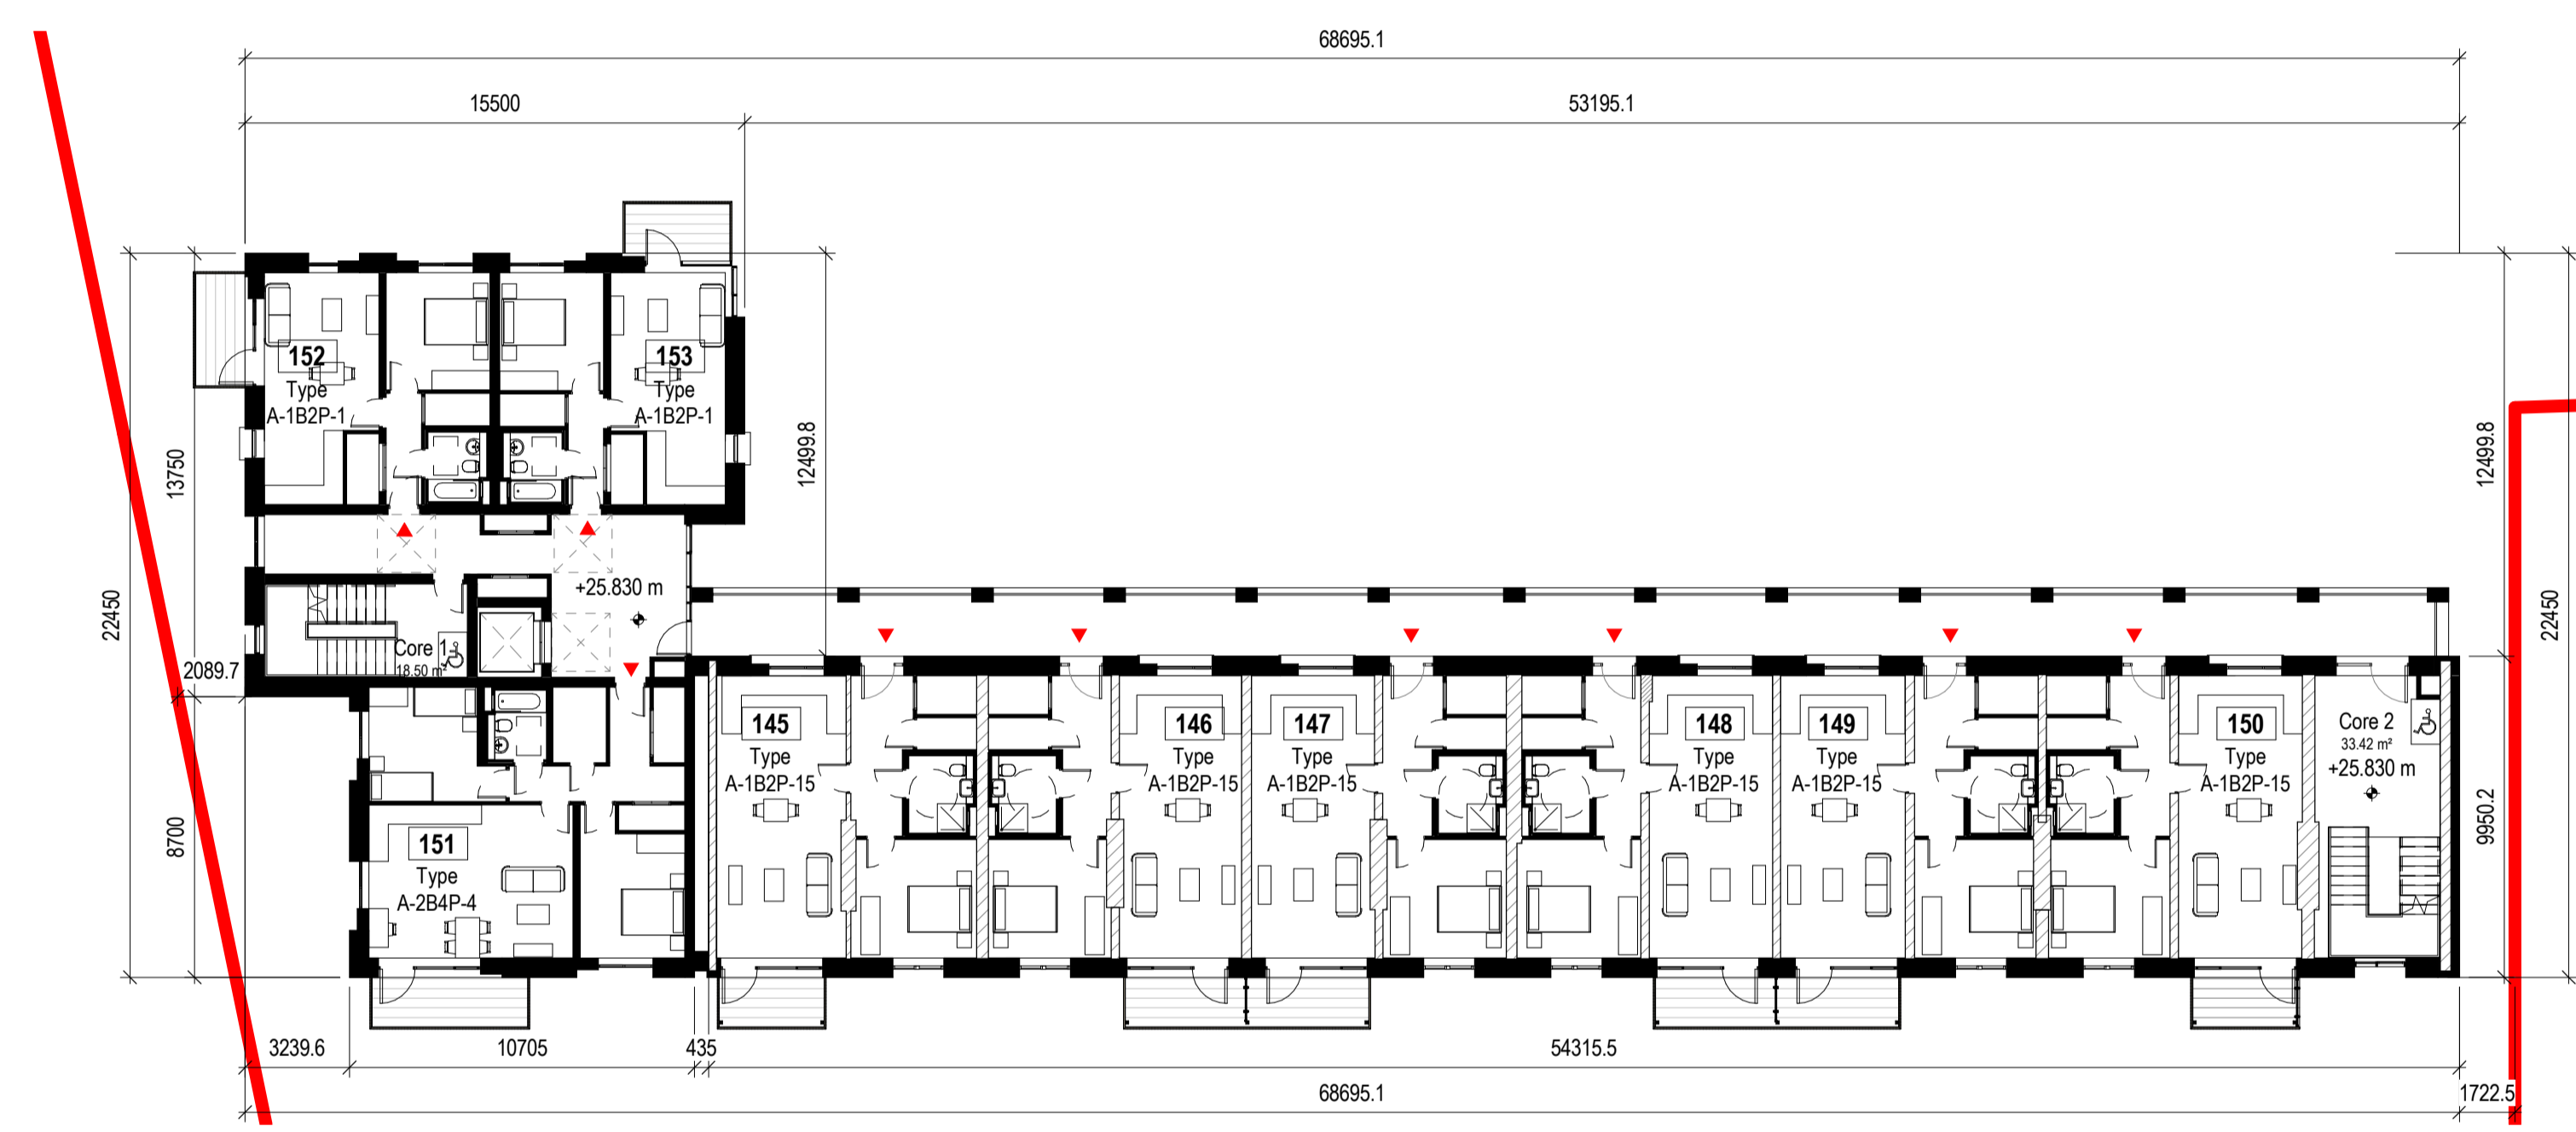 68695.1
15500
53195.1
152
Type
A-1B2P-1
153
Type
A-1B2P-1
13750
22450
12499.8
12499.8
22450
+25.830 m
Core 1
18.50 m²
2089.7
8700
9950.2
145
Type
A-1B2P-15
146
Type
A-1B2P-15
147
Type
A-1B2P-15
148
Type
A-1B2P-15
149
Type
A-1B2P-15
150
Type
A-1B2P-15
Core 2
33.42 m²
+25.830 m
151
Type
A-2B4P-4
3239.6
10705
435
54315.5
68695.1
1722.5